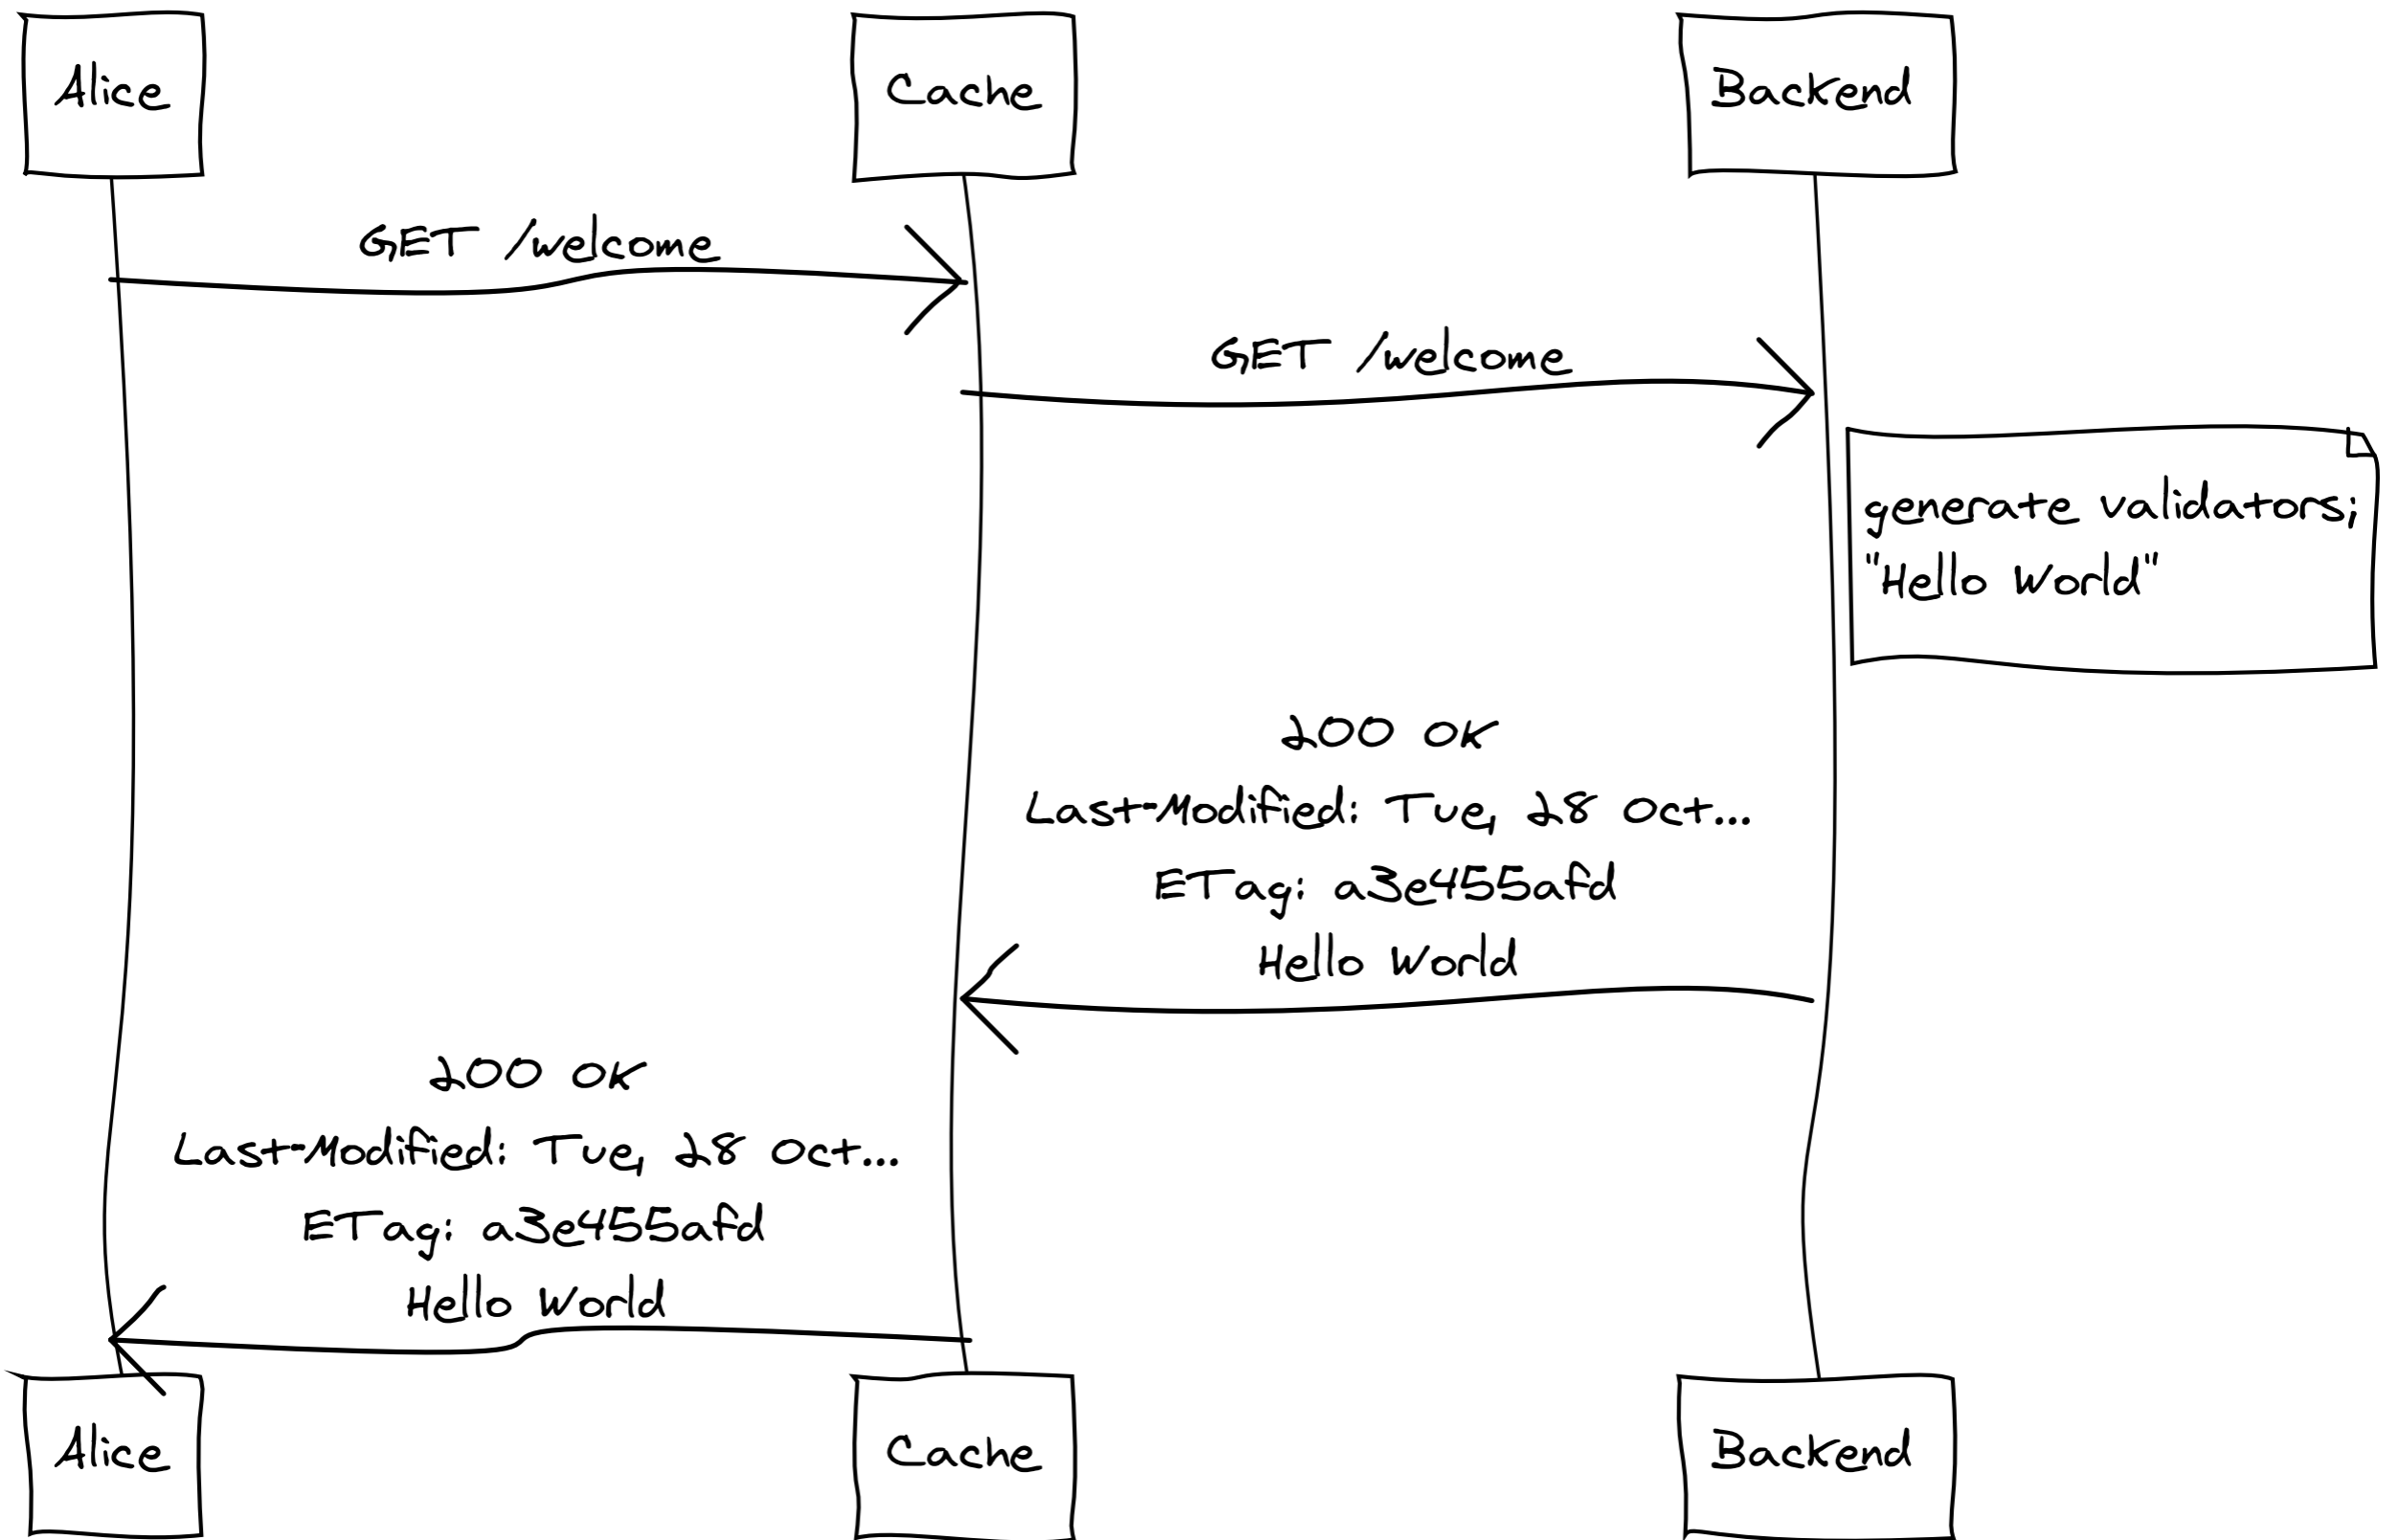 Alice
Cache
Backend
GET /welcome
GET /welcome
generate validators;
"Hello World"
200 OK
Last-Modified: Tue, 28 Oct...
ETag: a3e455afd
Hello World
200 OK
Last-Modified: Tue, 28 Oct...
ETag: a3e455afd
Hello World
Alice
Cache
Backend